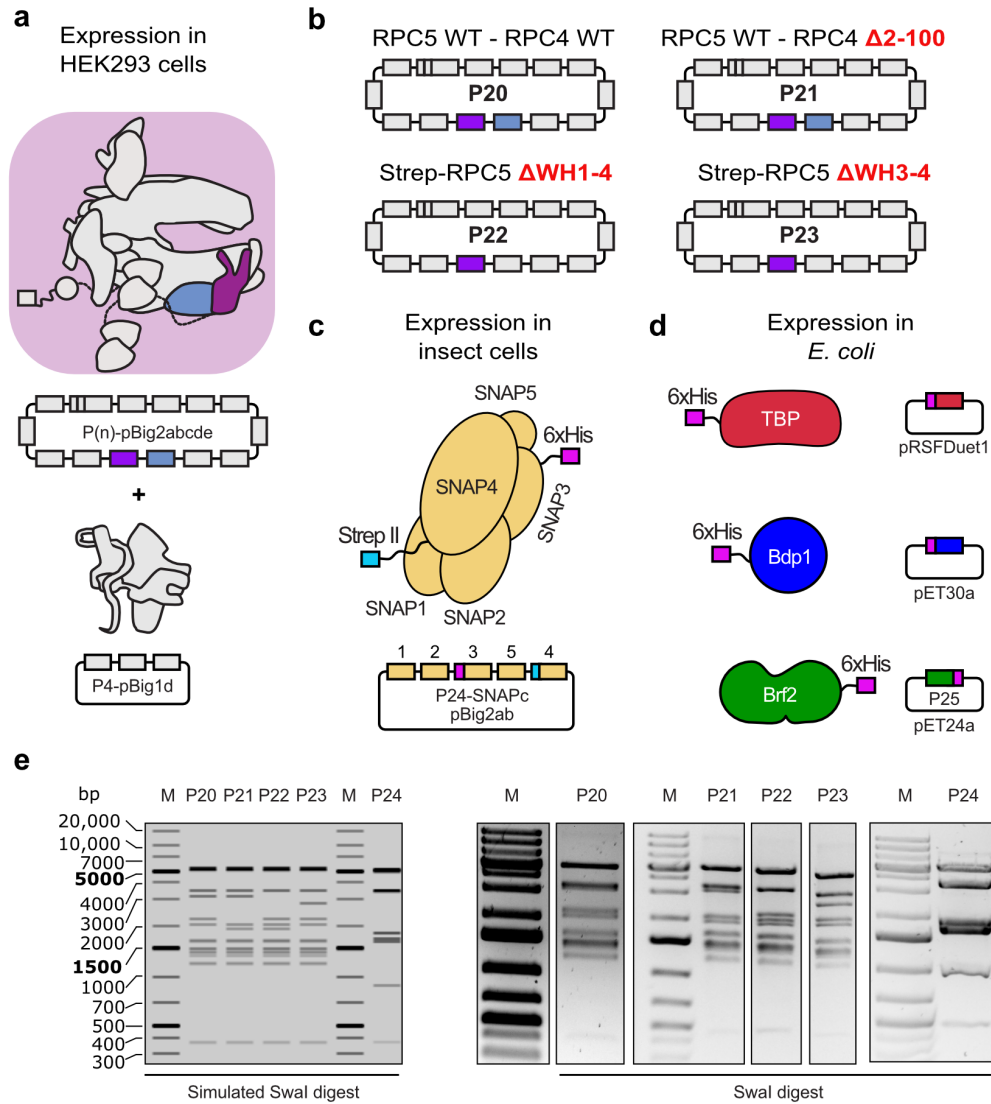 a
Expression in
HEK293 cells
P(n)-pBig2abcde
+
P4-pBig1d
b
RPC5 WT - RPC4 WT
P20
RPC5 WT - RPC4 Δ2-100
P21
Strep-RPC5 ΔWH1-4
P22
Strep-RPC5 ΔWH3-4
P23
c
Expression in
insect cells
SNAP5
6xHis
SNAP4
SNAP3
Strep II
SNAP1
SNAP2
1 2 3 5 4
P24-SNAPc
pBig2ab
d
Expression in
E. coli
6xHis
TBP
pRSFDuet1
6xHis
Bdp1
pET30a
6xHis
Brf2
P25
pET24a
e
bp M P20 P21 P22 P23 M P24
20,000
10,000
7000
5000
4000
3000
2000
1500
1000
700
500
400
300
Simulated SwaI digest
M P20 M P21 P22 P23 M P24
SwaI digest